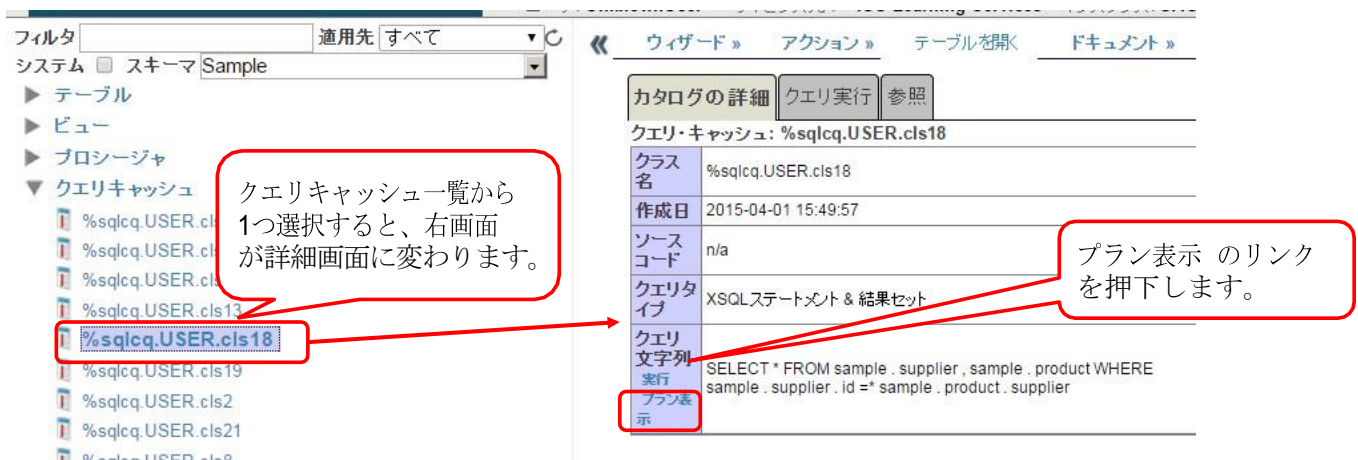 フィルタ 適用先 すべて
システム スキーマ Sample
テーブル
ビュー
プロシージャ
クエリキャッシュ
%sqlcq.USER.cl
%sqlcq.USER.cl
%sqlcq.USER.cls
%sqlcq.USER.cls13
%sqlcq.USER.cls18
%sqlcq.USER.cls19
%sqlcq.USER.cls2
%sqlcq.USER.cls21
クエリキャッシュ一覧から
1つ選択すると、右画面
が詳細画面に変わります。
« ウィザード » アクション » テーブルを開く ドキュメント »
カタログの詳細 クエリ実行 参照
クエリ・キャッシュ: %sqlcq.USER.cls18
クラス
名
%sqlcq.USER.cls18
作成日 2015-04-01 15:49:57
ソース
コード
n/a
クエリタ
イプ
XSQLステートメント & 結果セット
クエリ
文字列
実行
プラン表
示
SELECT * FROM sample . supplier , sample . product WHERE
sample . supplier . id =* sample . product . supplier
プラン表示 のリンク
を押下します。